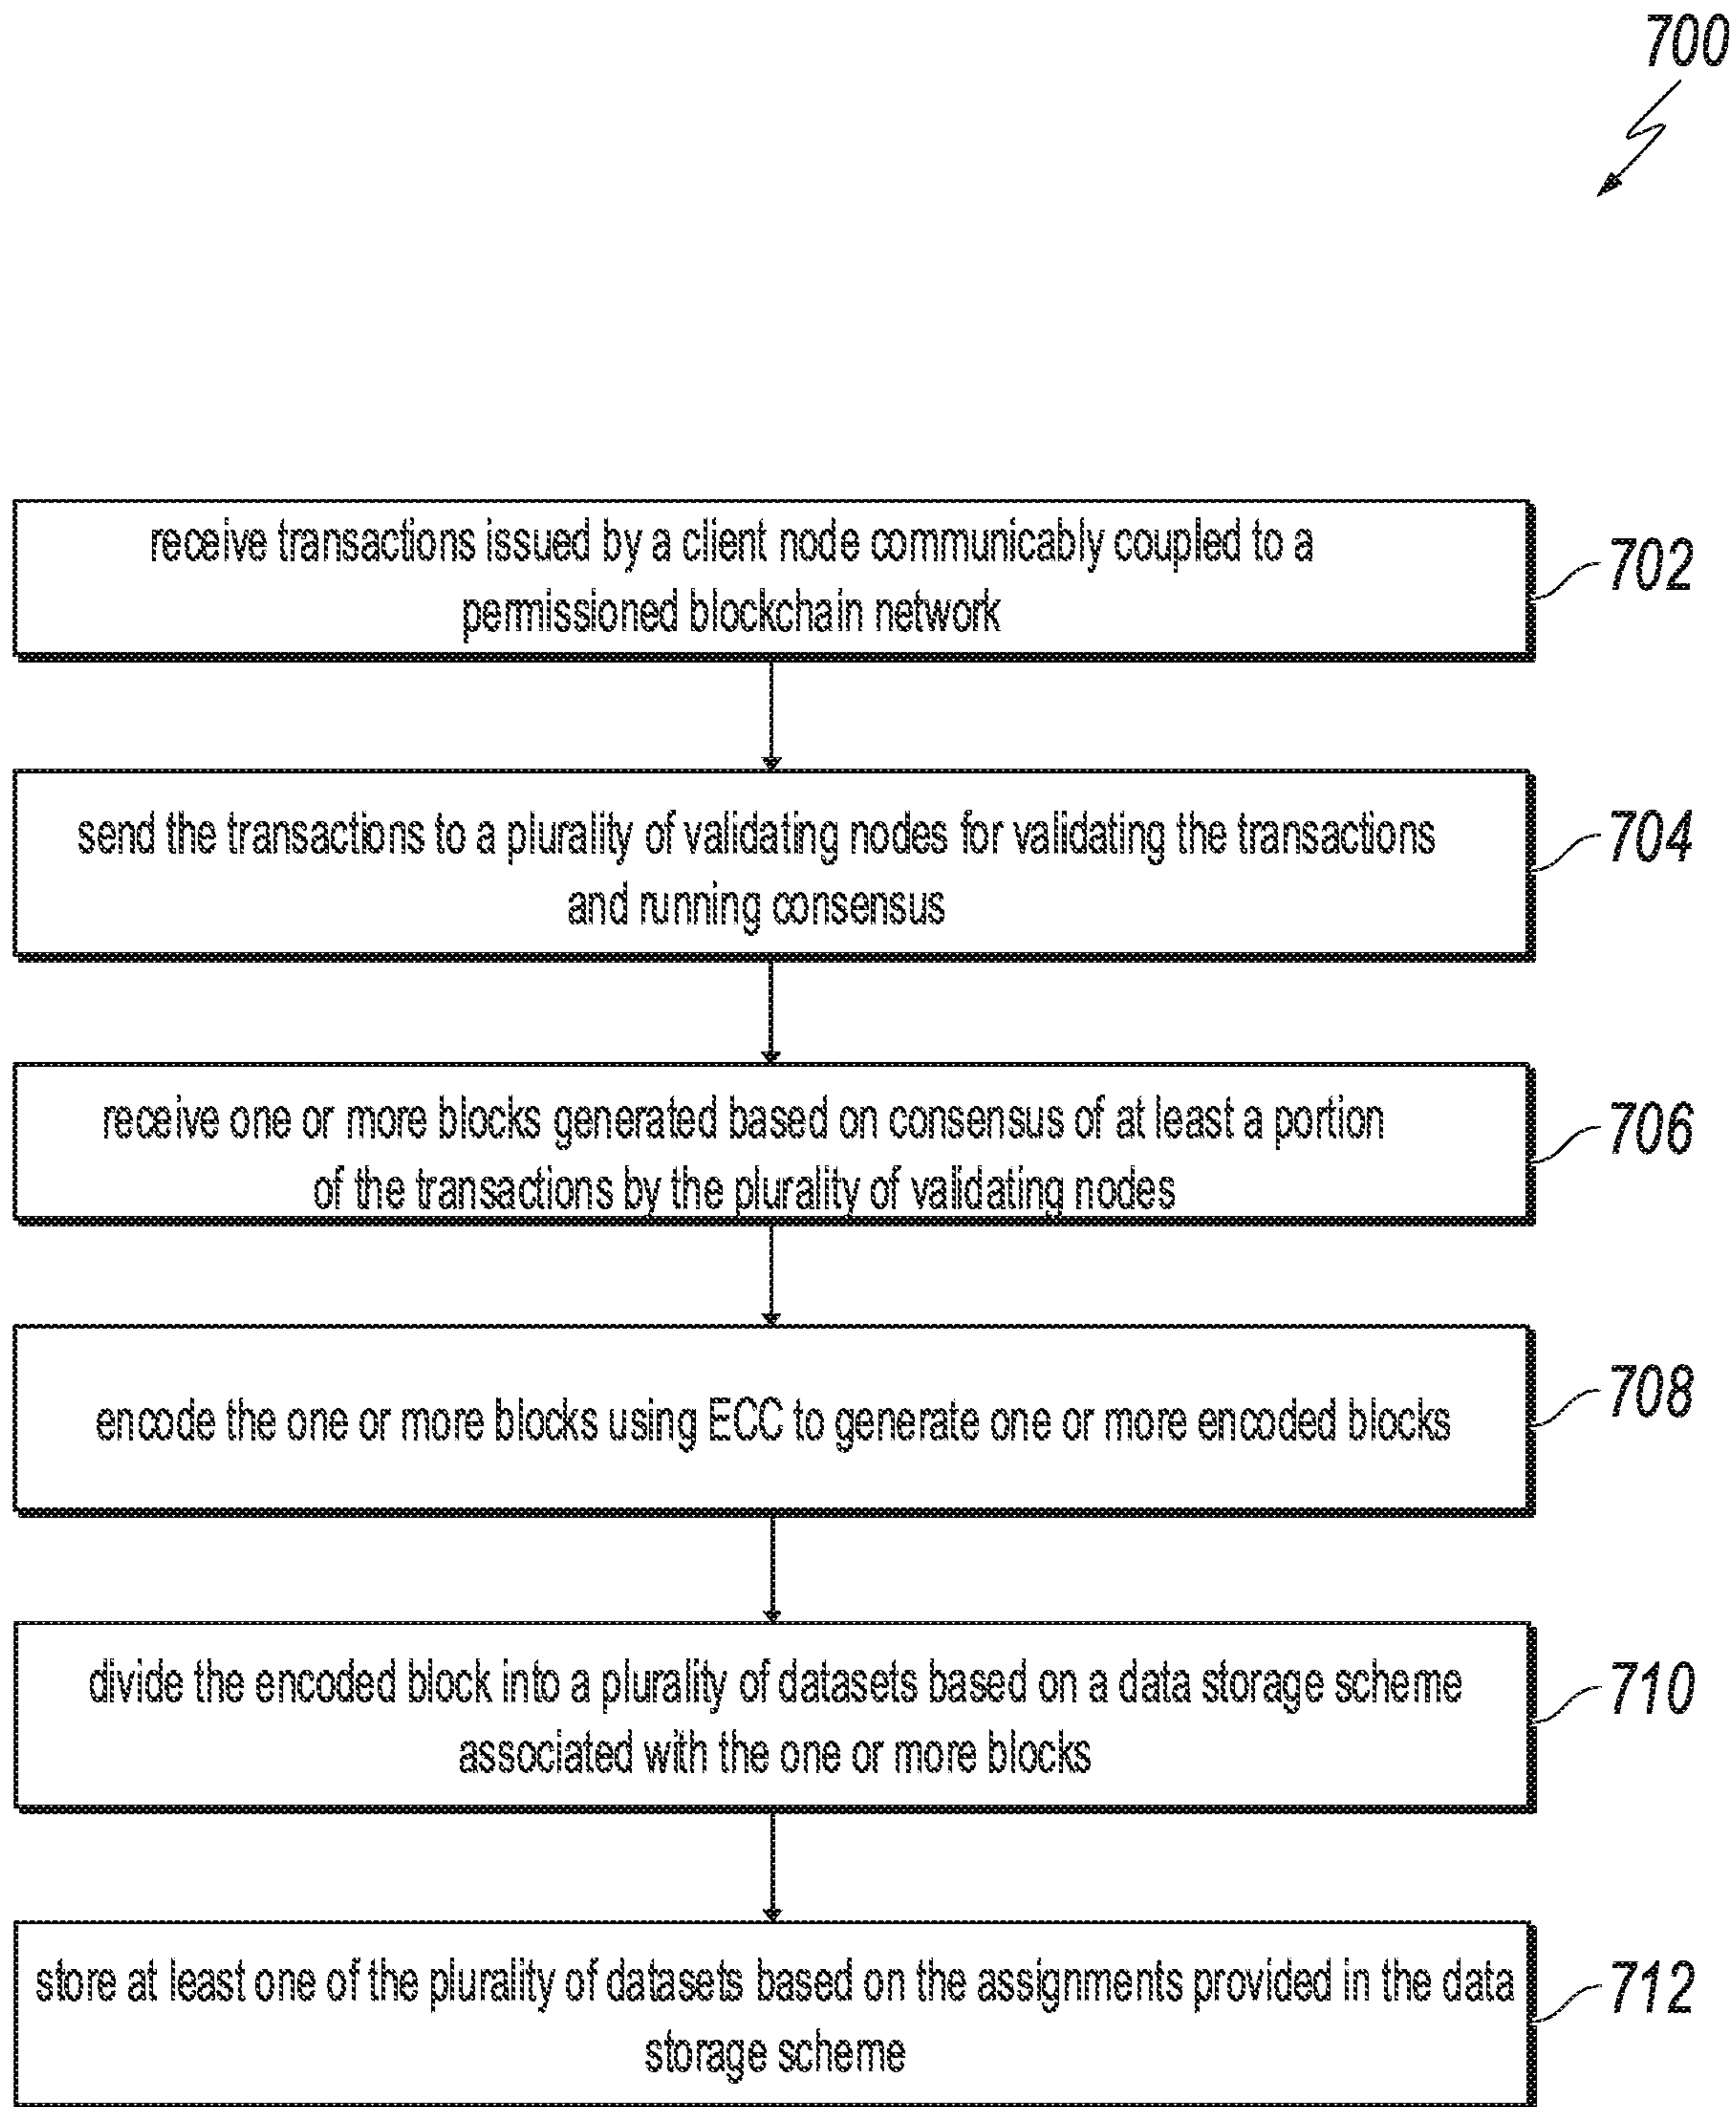 700
receive transactions issued by a client node communicably coupled to a
permissioned blockchain network
702
send the transactions to a plurality of validating nodes for validating the transactions
and running consensus
704
receive one or more blocks generated based on consensus of at least a portion
of the transactions by the plurality of validating nodes
706
encode the one or more blocks using ECC to generate one or more encoded blocks
708
divide the encoded block into a plurality of datasets based on a data storage scheme
associated with the one or more blocks
710
store at least one of the plurality of datasets based on the assignments provided in the data
storage scheme
712